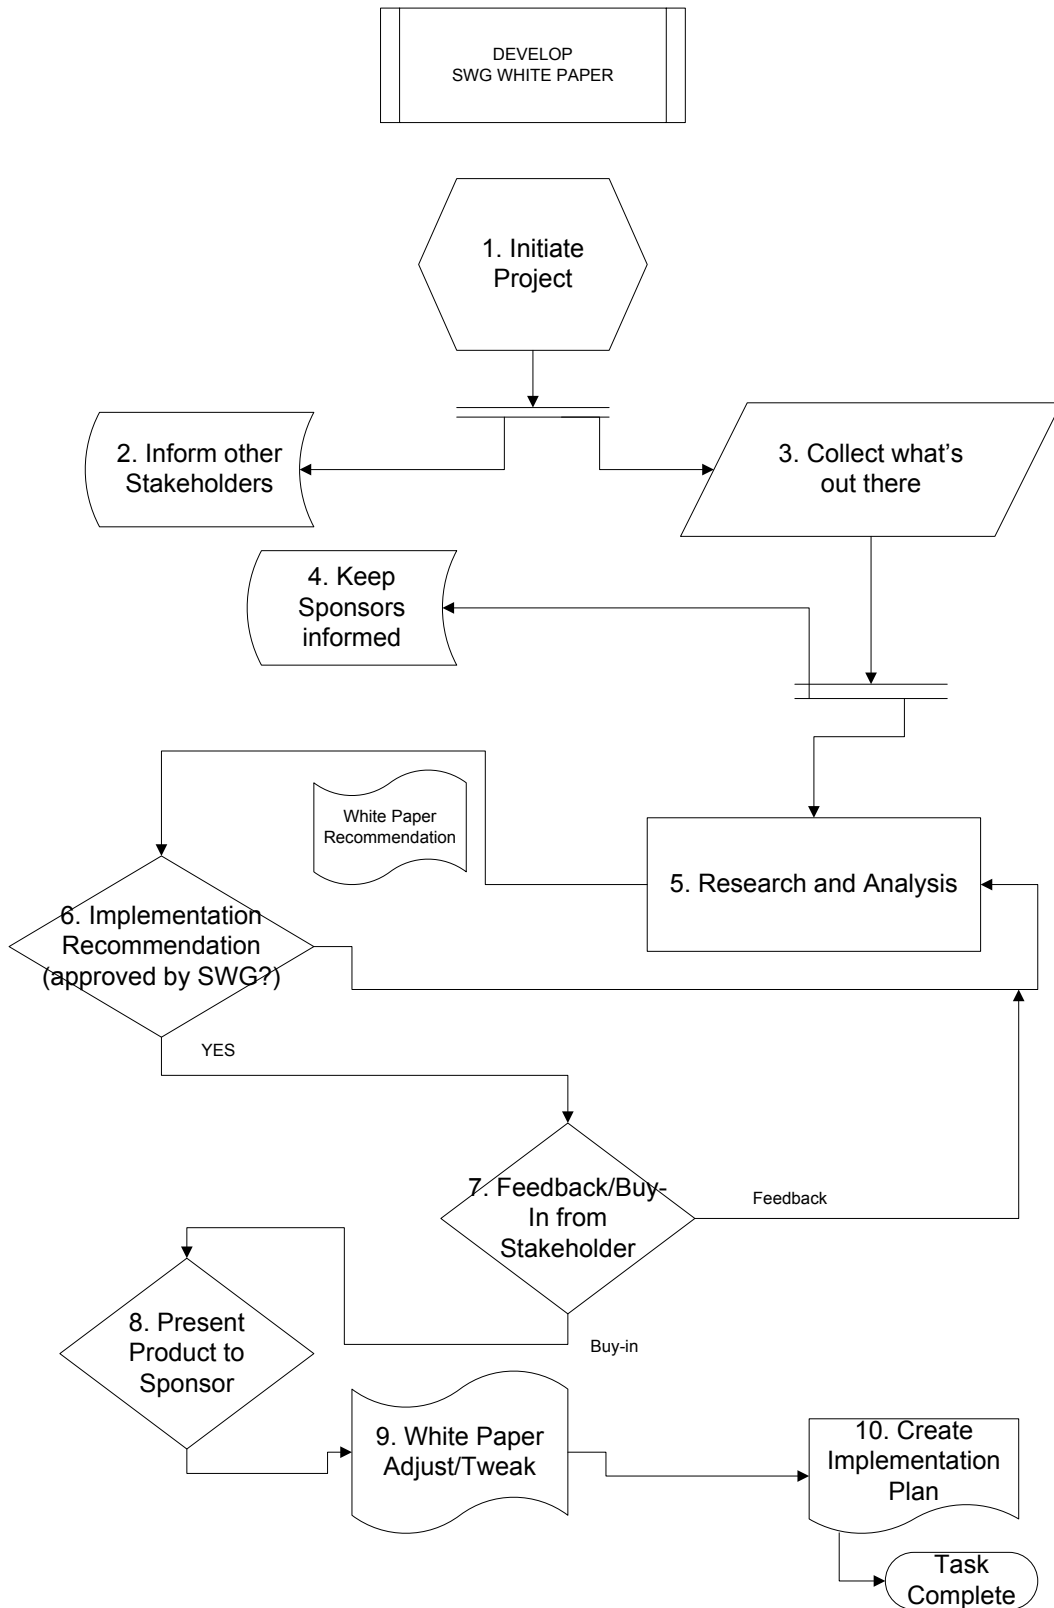 DEVELOP
SWG WHITE PAPER
1. Initiate
Project
2. Inform other
Stakeholders
3. Collect what's
out there
4. Keep
Sponsors
informed
White Paper
Recommendation
5. Research and Analysis
6. Implementation
Recommendation
(approved by SWG?)
YES
7. Feedback/Buy-
In from
Stakeholder
Feedback
8. Present
Product to
Sponsor
Buy-in
9. White Paper
Adjust/Tweak
10. Create
Implementation
Plan
Task
Complete